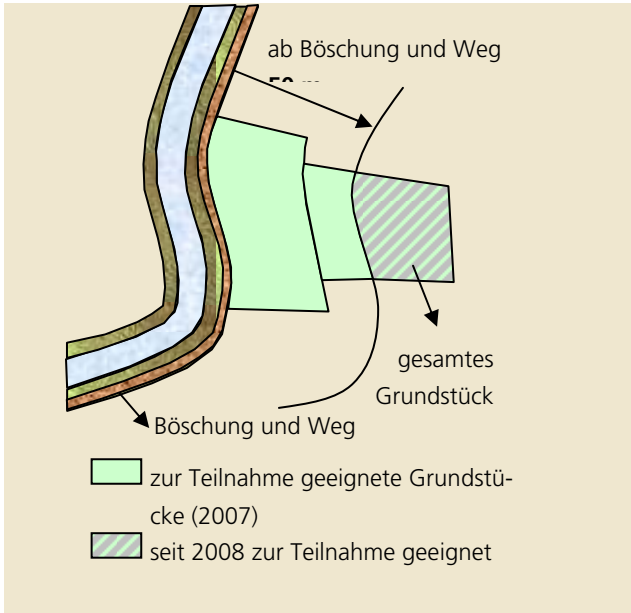 ab Böschung und Weg
gesamtes
Grundstück
Böschung und Weg
zur Teilnahme geeignete Grundstü-
cke (2007)
seit 2008 zur Teilnahme geeignet